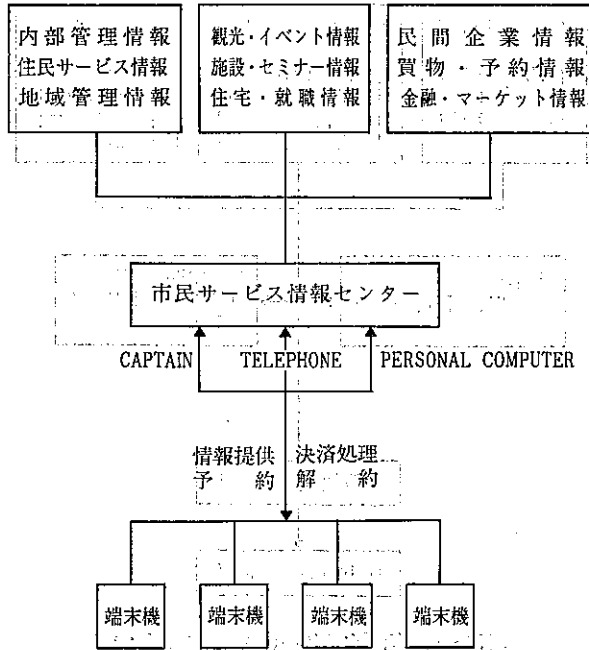 内部管理情報
住民サービス情報
地域管理情報
観光・イベント情報
施設・セミナー情報
住宅・就職情報
民間企業情報
買物・予約情報
金融・マーケット情報
市民サービス情報センター
CAPTAIN TELEPHONE PERSONAL COMPUTER
情報提供 決済処理
予約 解約
端末機 端末機 端末機 端末機